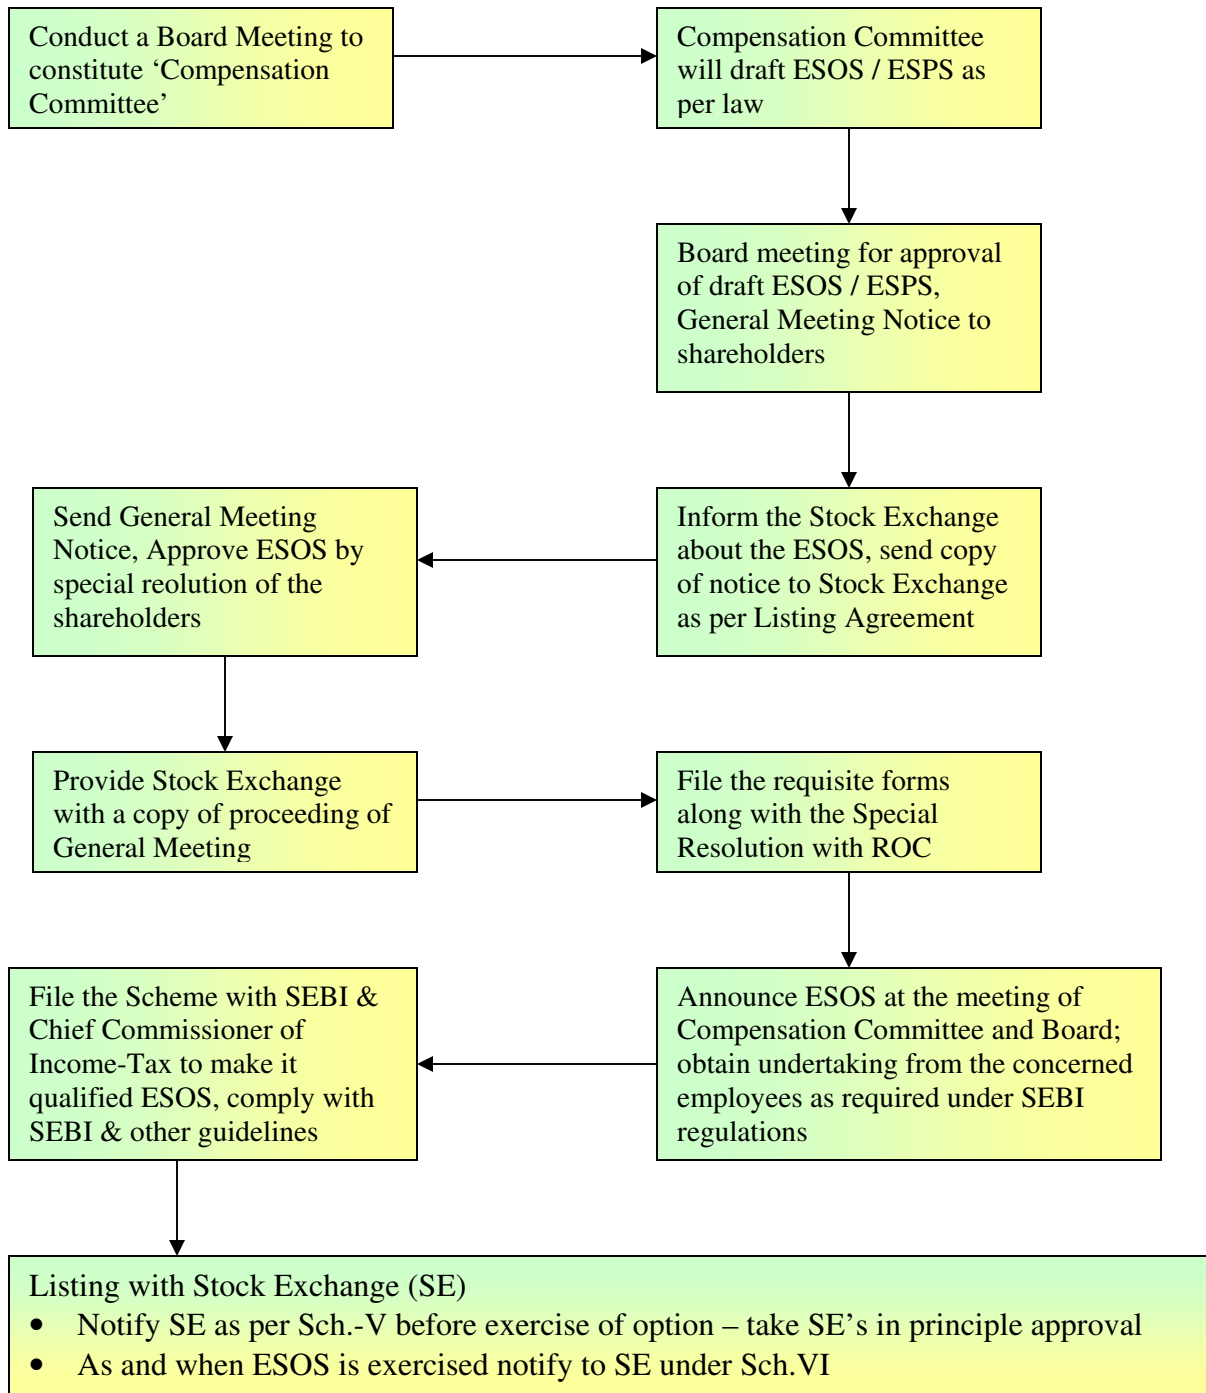 Conduct a Board Meeting to
constitute ‘Compensation
Committee’
Compensation Committee
will draft ESOS / ESPS as
per law
Board meeting for approval
of draft ESOS / ESPS,
General Meeting Notice to
shareholders
Inform the Stock Exchange
about the ESOS, send copy
of notice to Stock Exchange
as per Listing Agreement
Send General Meeting
Notice, Approve ESOS by
special reolution of the
shareholders
Provide Stock Exchange
with a copy of proceeding of
General Meeting
File the requisite forms
along with the Special
Resolution with ROC
Announce ESOS at the meeting of
Compensation Committee and Board;
obtain undertaking from the concerned
employees as required under SEBI
regulations
File the Scheme with SEBI &
Chief Commissioner of
Income-Tax to make it
qualified ESOS, comply with
SEBI & other guidelines
Listing with Stock Exchange (SE)
• Notify SE as per Sch.-V before exercise of option – take SE’s in principle approval
• As and when ESOS is exercised notify to SE under Sch.VI